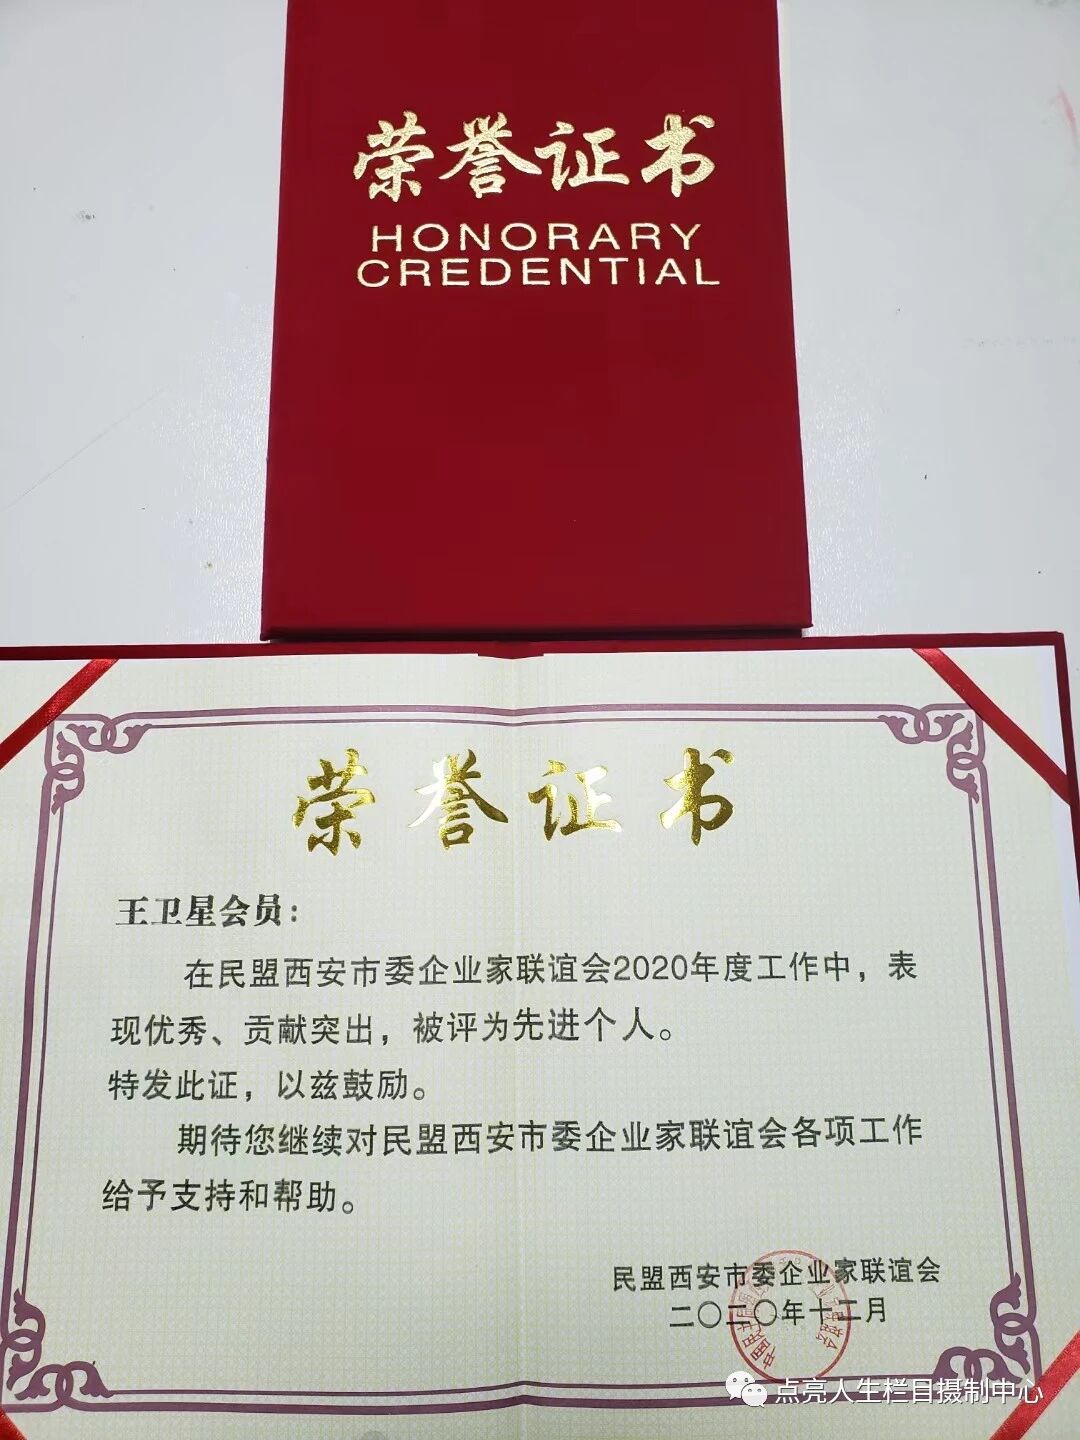 荣誉证书
HONORARY
CREDENTIAL
荣誉证书
王卫星会员：
在民盟西安市委企业家联谊会2020年度工作中，表
现优秀、贡献突出，被评为先进个人。
特发此证，以兹鼓励。
期待您继续对民盟西安市委企业家联谊会各项工作
给予支持和帮助。
民盟西安市委企业家联谊会
二〇二〇年十二月
点亮人生栏目摄制中心